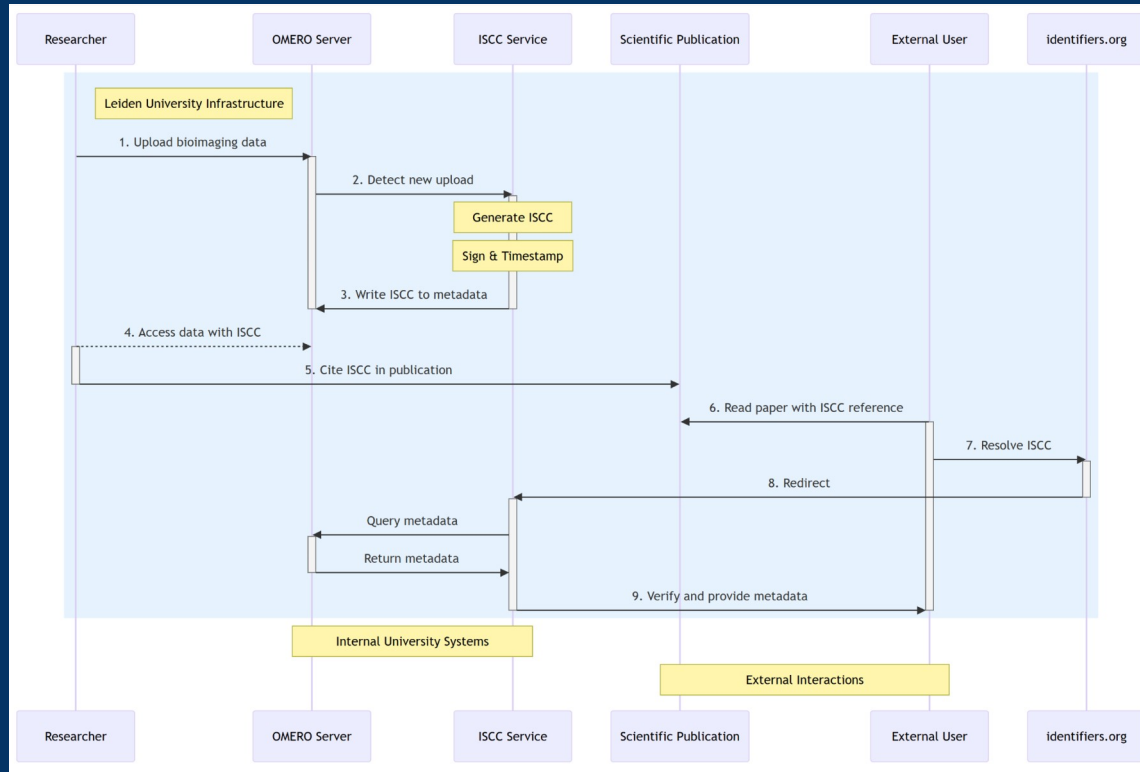 Researcher
OMERO Server
ISCC Service
Scientific Publication
External User
identifiers.org
Leiden University Infrastructure
1. Upload bioimaging data
2. Detect new upload
Generate ISCC
Sign & Timestamp
3. Write ISCC to metadata
4. Access data with ISCC
5. Cite ISCC in publication
6. Read paper with ISCC reference
7. Resolve ISCC
8. Redirect
Query metadata
Return metadata
9. Verify and provide metadata
Internal University Systems
External Interactions
Researcher
OMERO Server
ISCC Service
Scientific Publication
External User
identifiers.org